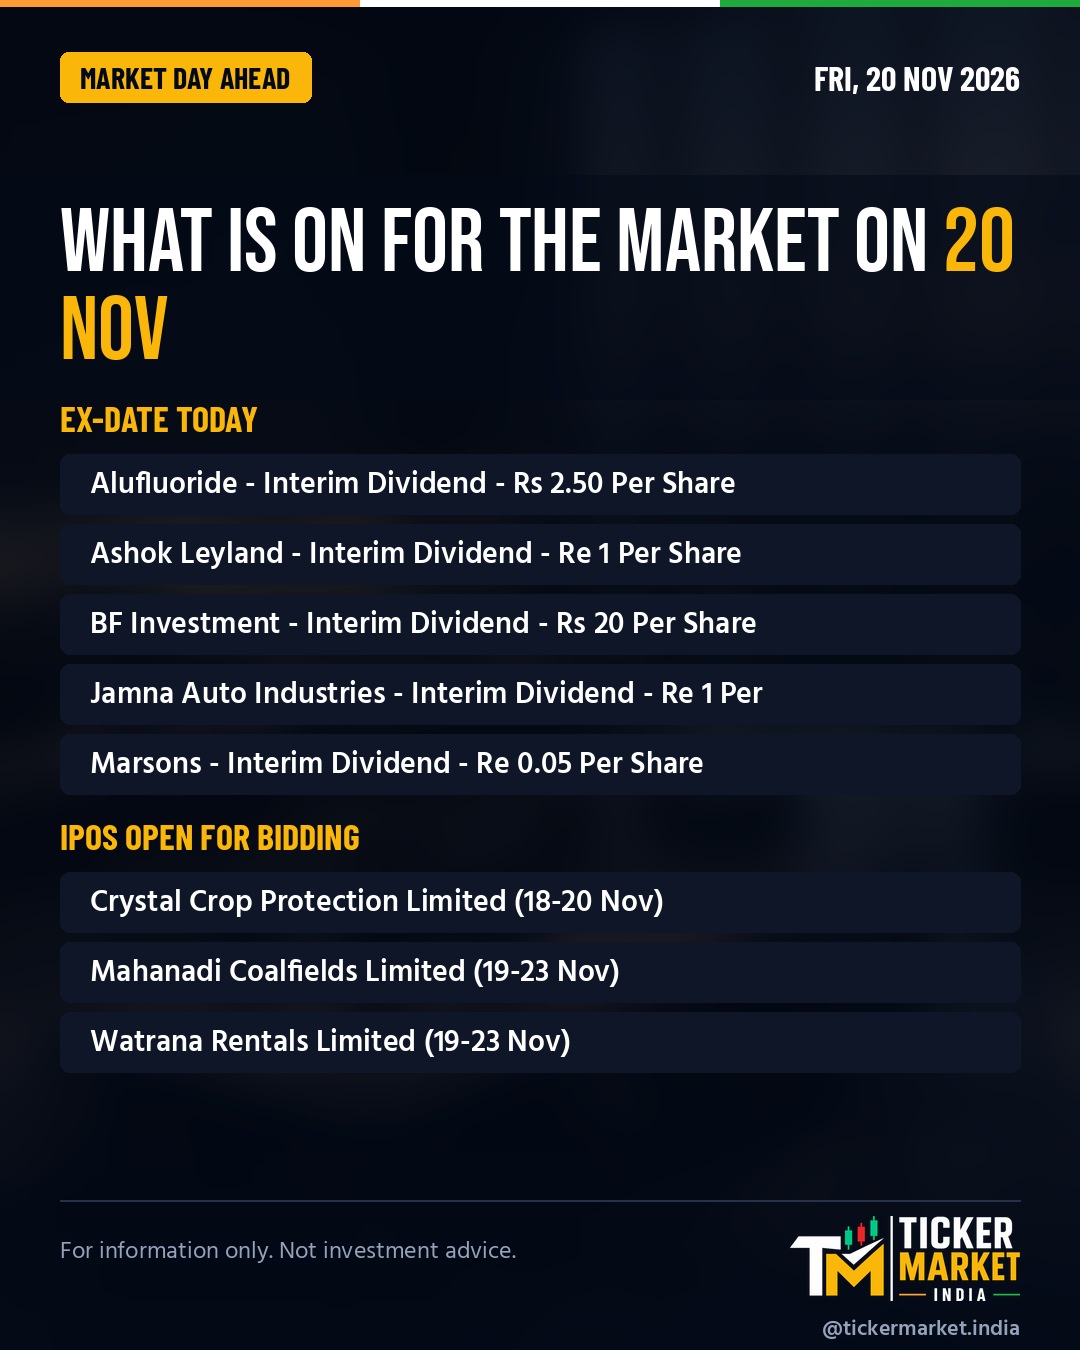 MARKET DAY AHEAD
FRI, 20 NOV 2026
WHAT IS ON FOR THE MARKET ON 20
NOV
EX-DATE TODAY
Alufluoride - Interim Dividend - Rs 2.50 Per Share
Ashok Leyland - Interim Dividend - Re 1 Per Share
BF Investment - Interim Dividend - Rs 20 Per Share
Jamna Auto Industries - Interim Dividend - Re 1 Per
Marsons - Interim Dividend - Re 0.05 Per Share
IPOS OPEN FOR BIDDING
Crystal Crop Protection Limited (18-20 Nov)
Mahanadi Coalfields Limited (19-23 Nov)
Watrana Rentals Limited (19-23 Nov)
For information only. Not investment advice.
TM
TICKER
MARKET
INDIA
@tickermarket.india